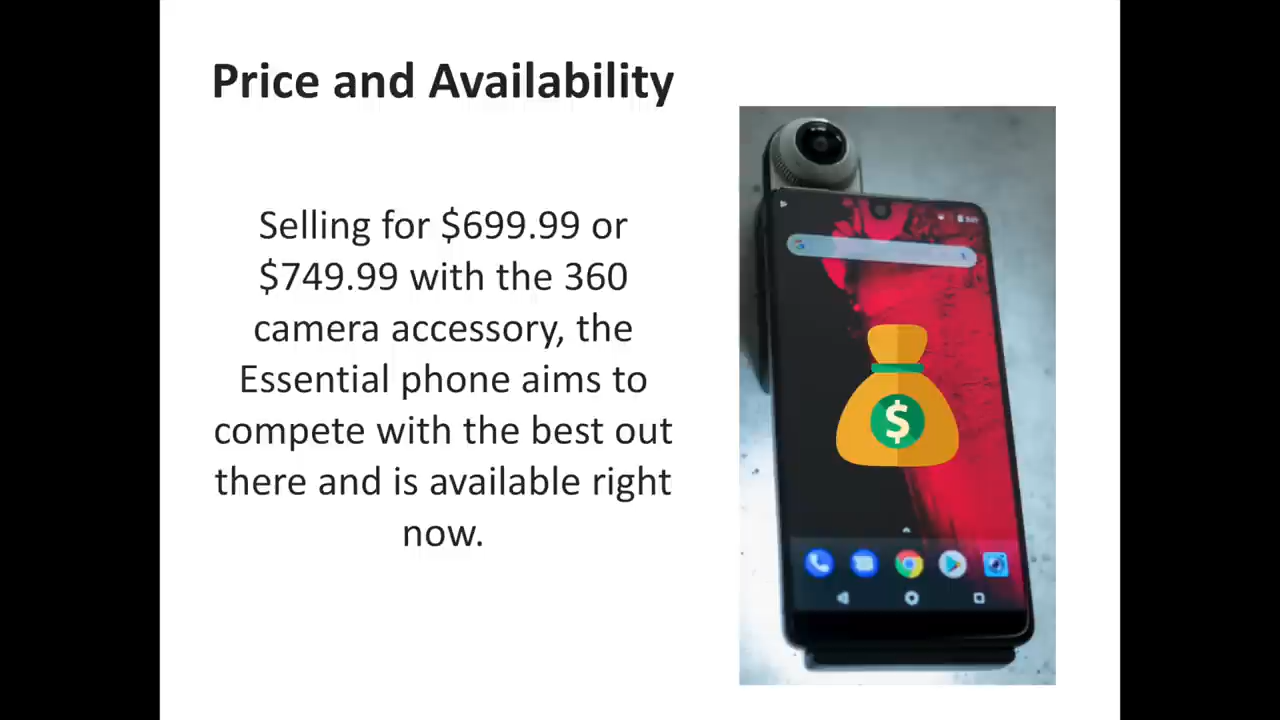 Price and Availability
Selling for $699.99 or
$749.99 with the 360
camera accessory, the
Essential phone aims to
compete with the best out
there and is available right
now.
$